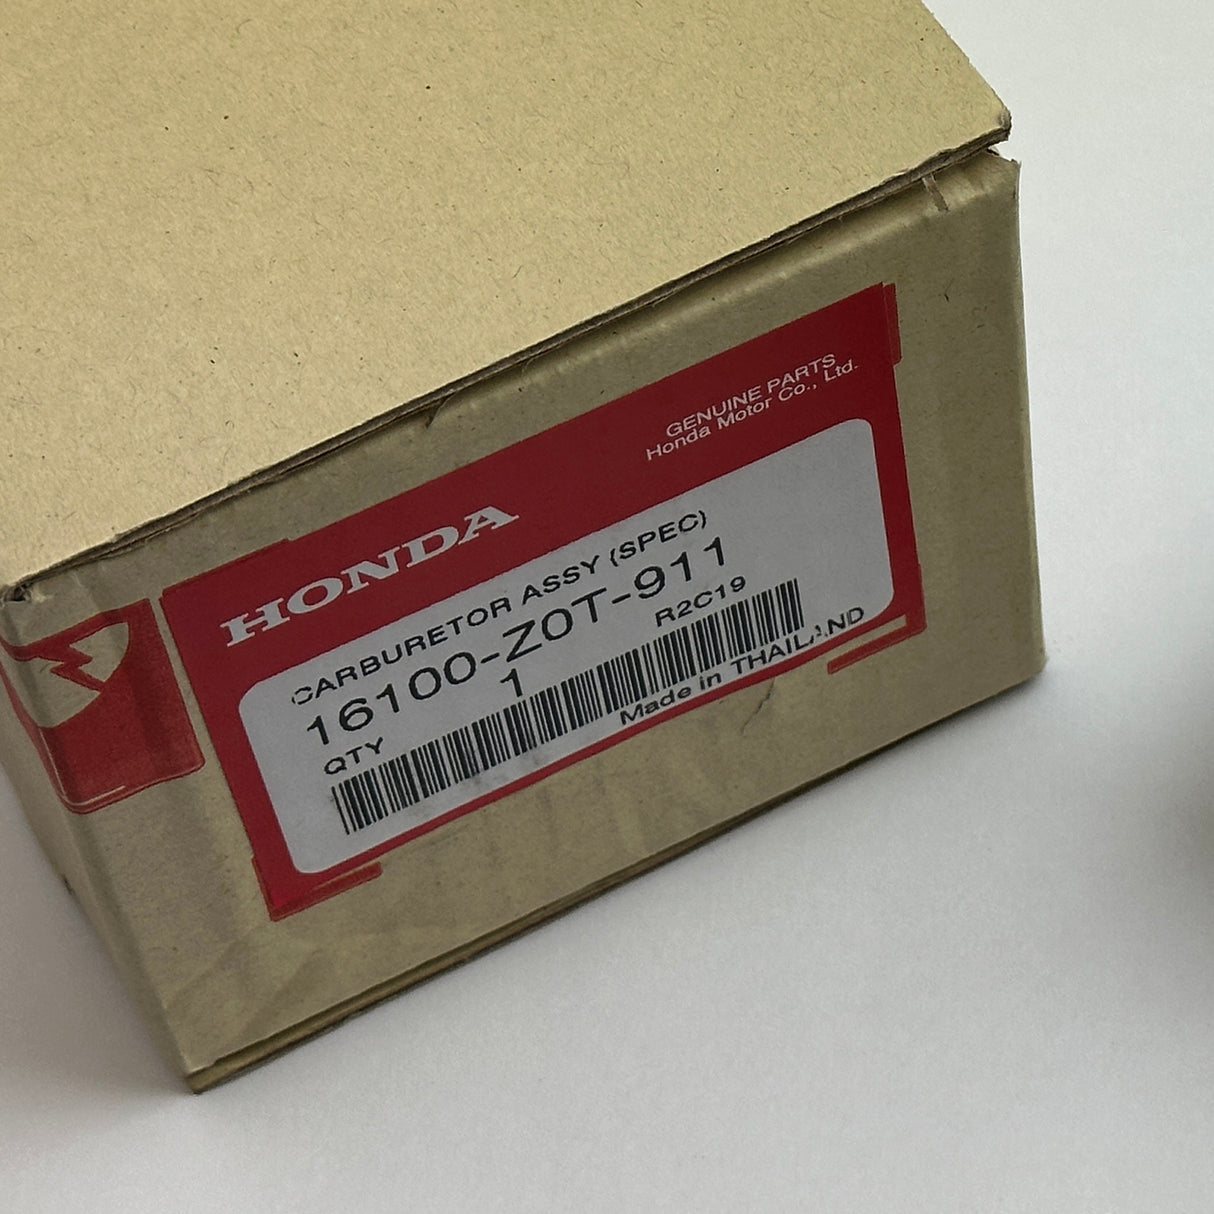 HONDA
GENUINE PARTS
Honda Motor Co., Ltd.
CARBURETOR ASSY (SPEC)
16100-Z0T-911
QTY 1 R2C19
Made in THAILAND